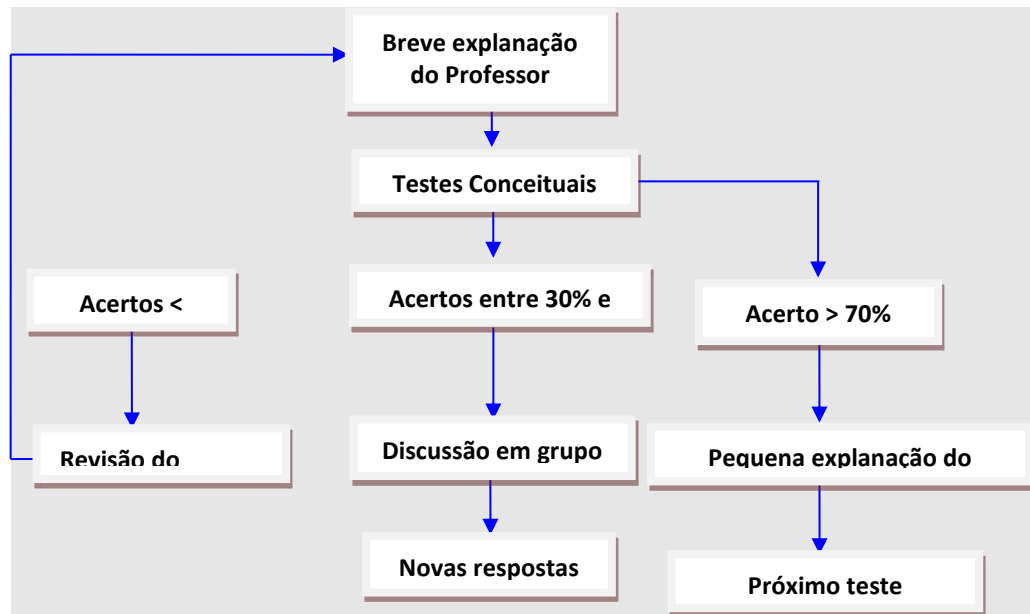 Breve explanação
do Professor
Testes Conceituais
Acertos <
Acertos entre 30% e
Acerto > 70%
Revisão do
Discussão em grupo
Pequena explanação do
Novas respostas
Próximo teste